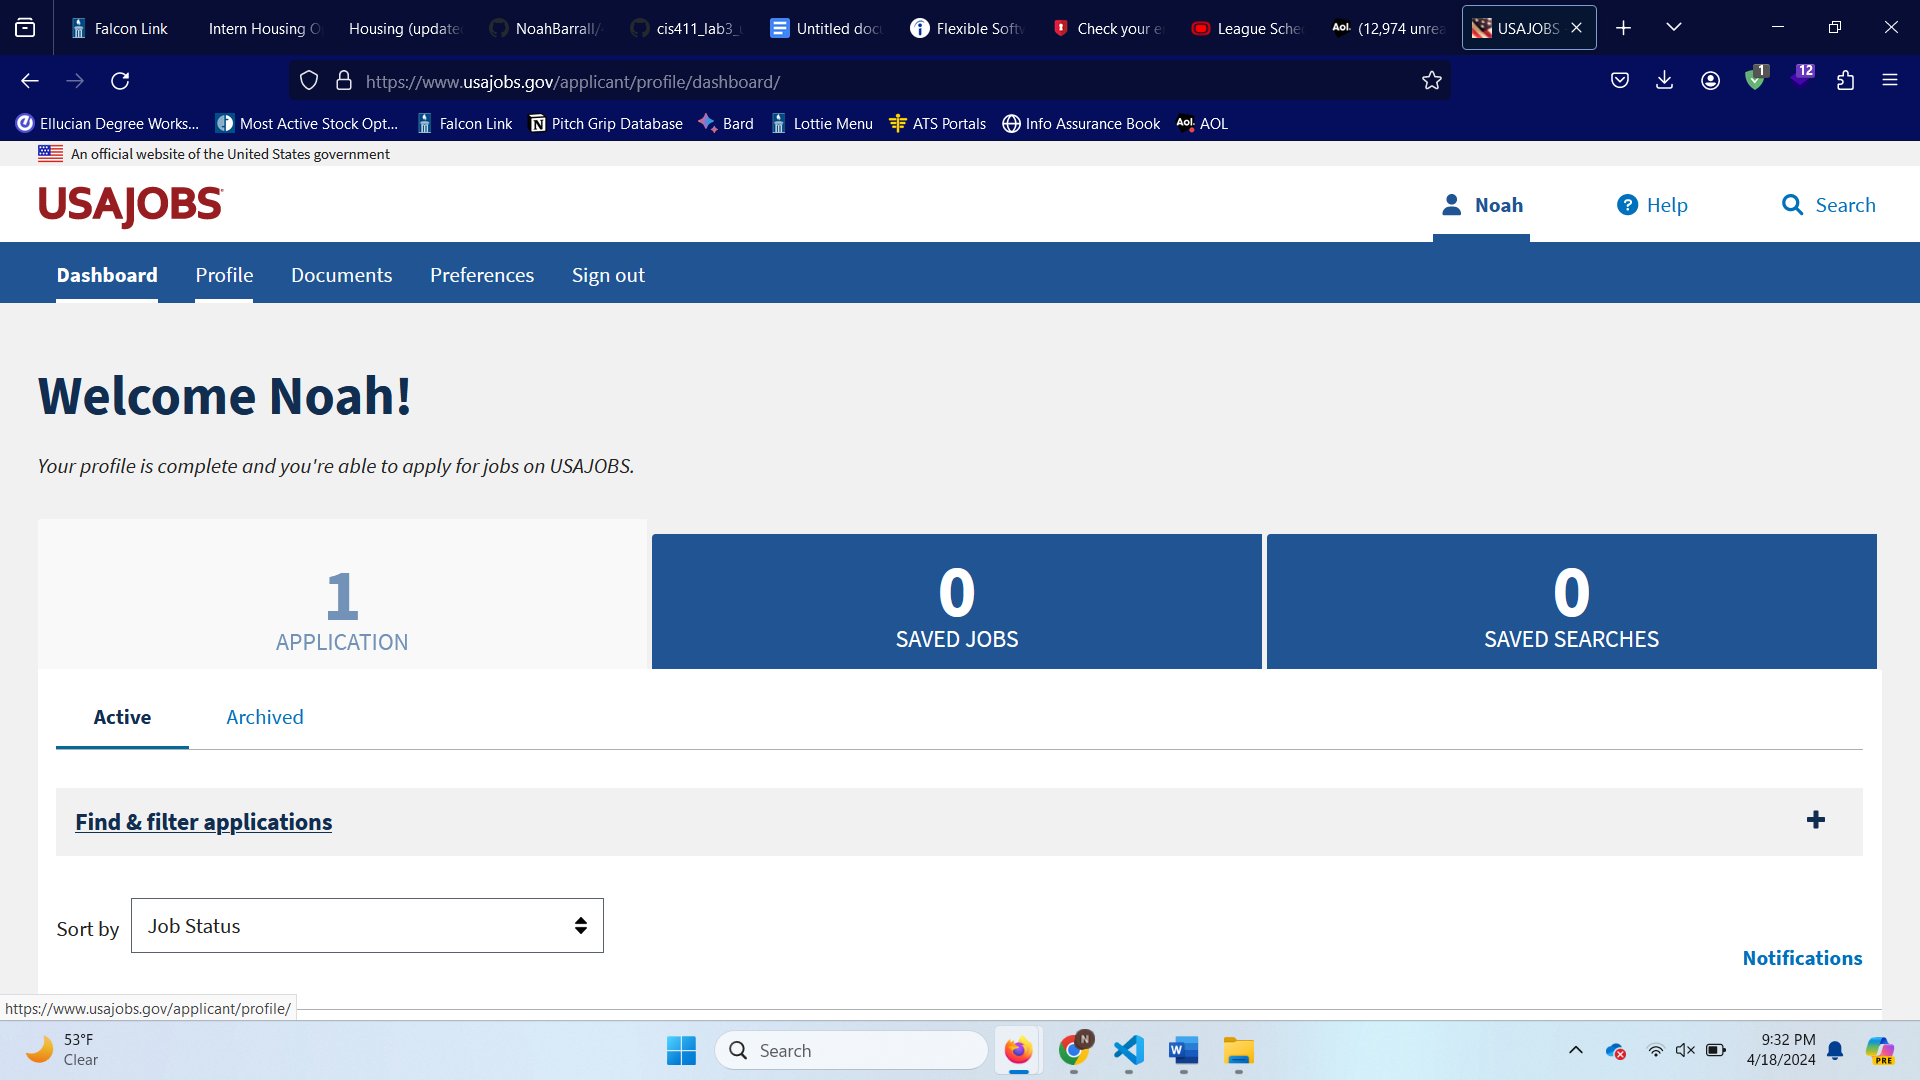 Falcon Link
Intern Housing O
Housing (update
NoahBarrall/
cis411_lab3_
Untitled doc
Flexible Softw
Check your e
League Sche
Aol.
(12,974 unrea
USAJOBS
https://www.usajobs.gov/applicant/profile/dashboard/
1
12
Ellucian Degree Works...
Most Active Stock Opt...
Falcon Link
Pitch Grip Database
Bard
Lottie Menu
ATS Portals
Info Assurance Book
Aol.
AOL
An official website of the United States government
USAJOBS
Noah
Help
Search
Dashboard
Profile
Documents
Preferences
Sign out
Welcome Noah!
Your profile is complete and you're able to apply for jobs on USAJOBS.
1
APPLICATION
0
SAVED JOBS
0
SAVED SEARCHES
Active
Archived
Find & filter applications
Sort by
Job Status
Notifications
https://www.usajobs.gov/applicant/profile/
53°F
Clear
Search
N
W
9:32 PM
4/18/2024
PRE